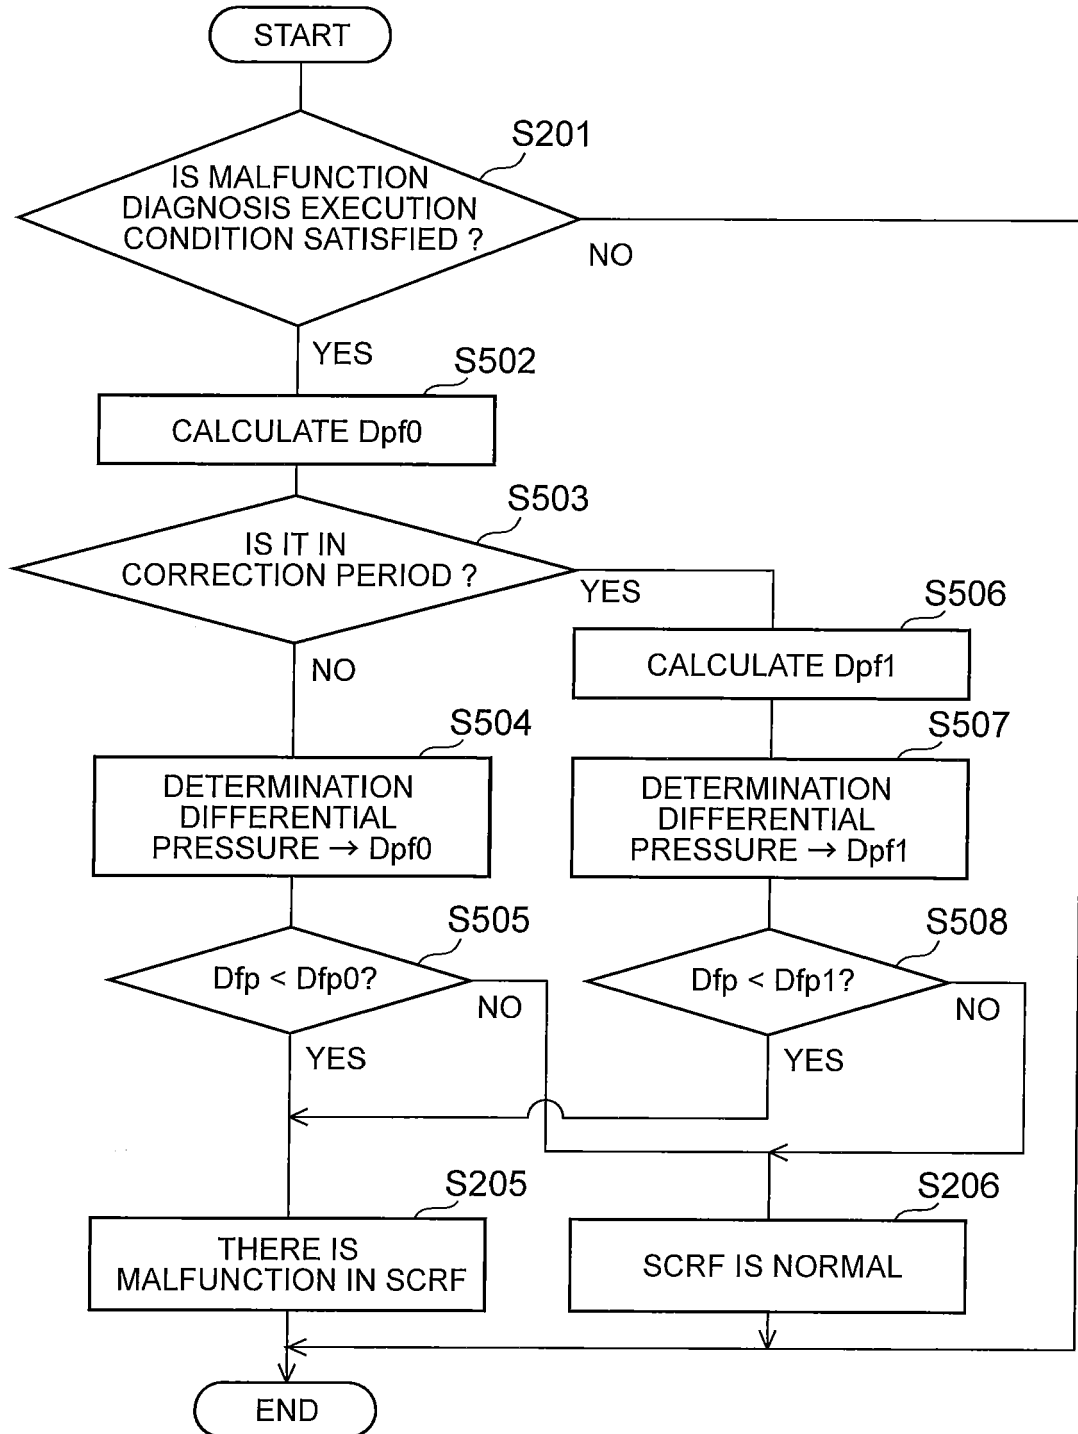 START
S201
IS MALFUNCTION
DIAGNOSIS EXECUTION
CONDITION SATISFIED ?
NO
YES
S502
CALCULATE Dpf0
S503
IS IT IN
CORRECTION PERIOD ?
YES
S506
CALCULATE Dpf1
NO
S504
DETERMINATION
DIFFERENTIAL
PRESSURE → Dpf0
S507
DETERMINATION
DIFFERENTIAL
PRESSURE → Dpf1
S505
Dfp < Dfp0?
NO
YES
S508
Dfp < Dfp1?
NO
YES
S205
THERE IS
MALFUNCTION IN SCRF
S206
SCRF IS NORMAL
END